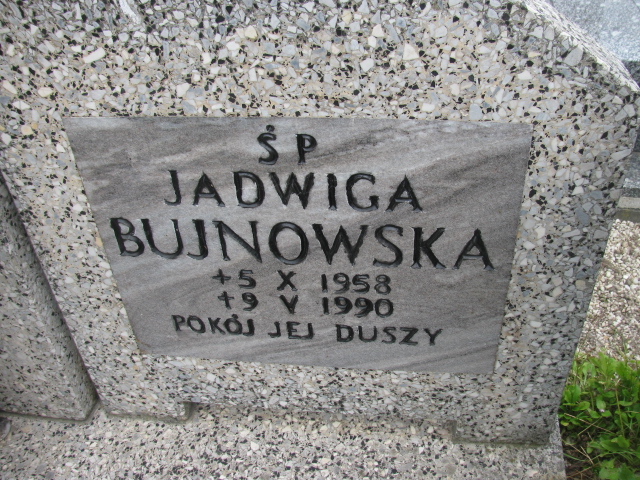 ŚP
JADWIGA
BUJNOWSKA
+5 X 1958
+9 V 1990
POKÓJ JEJ DUSZY